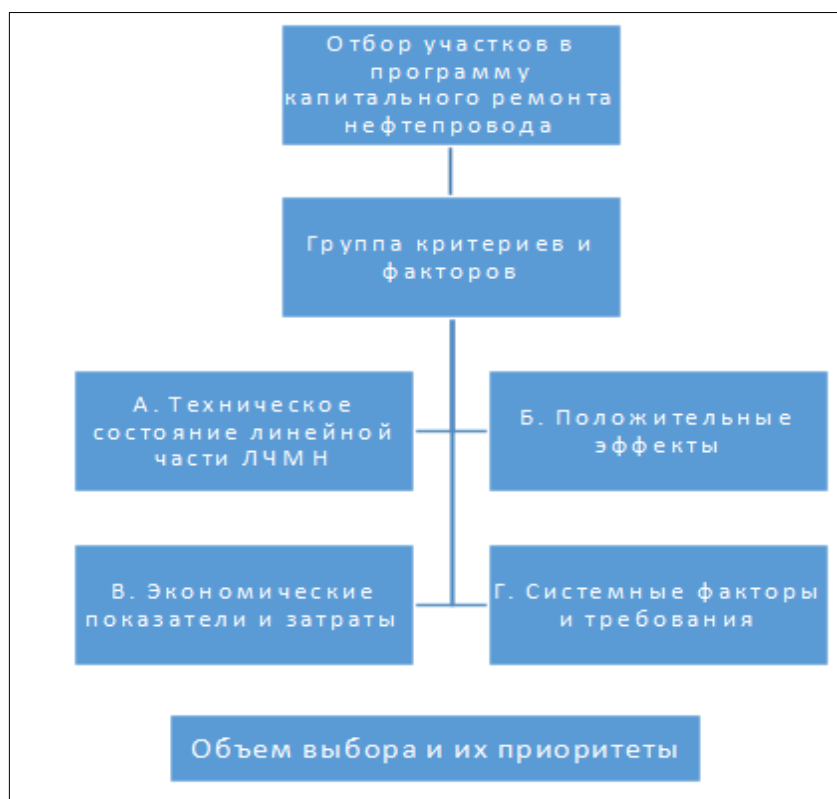 Отбор участков в
программу
капитального ремонта
нефтепровода
Группа критериев и
факторов
А. Техническое
состояние линейной
части ЛЧМН
Б. Положительные
эффекты
В. Экономические
показатели и затраты
Г. Системные факторы
и требования
Объем выбора и их приоритеты